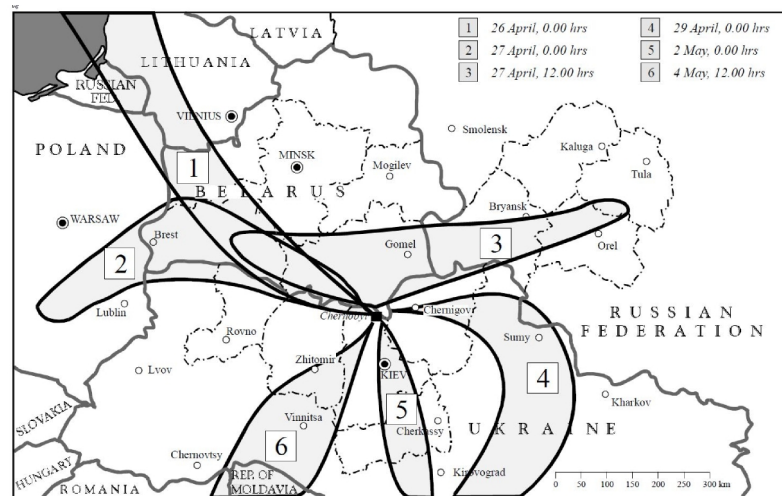 1 26 April, 0.00 hrs
2 27 April, 0.00 hrs
3 27 April, 12.00 hrs
4 29 April, 0.00 hrs
5 2 May, 0.00 hrs
6 4 May, 12.00 hrs
LATVIA
LITHUANIA
RUSSIAN
FED.
VILNIUS
Smolensk
Kaluga
Tula
POLAND
MINSK
Mogilev
1
BELARUS
Bryansk
WARSAW
Brest
Gomel
3
Orel
2
Lublin
Chernobyl
Chernigov
RUSSIAN
FEDERATION
Rovno
Sumy
Lvov
Zhitomir
KIEV
4
Kharkov
SLOVAKIA
5
Vinnitsa
Cherkassy
UKRAINE
6
HUNGARY
Chernovtsy
REP. OF
MOLDAVIA
Kirovograd
ROMANIA
0 50 100 150 200 250 300 km